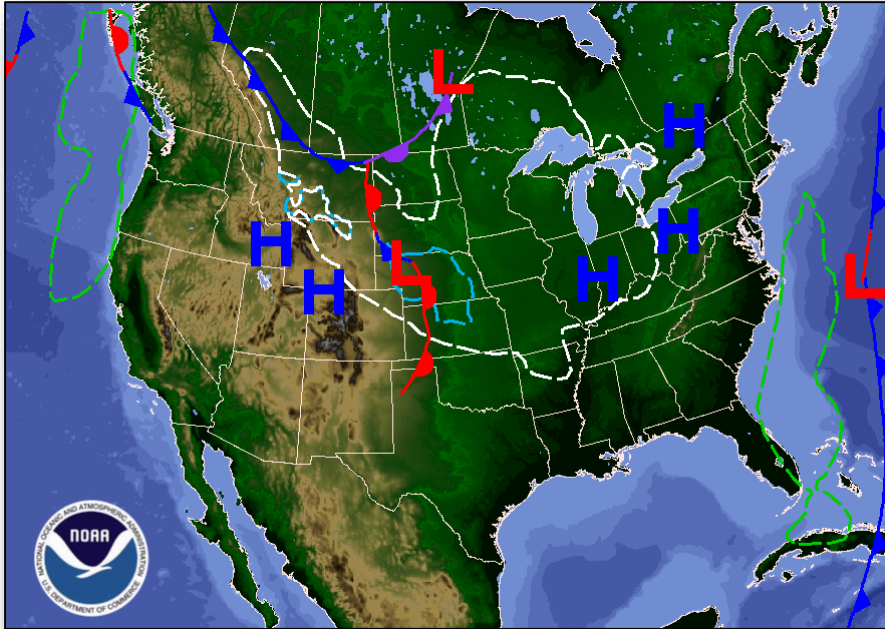 L
H
H
H
L
H
L
H
NATIONAL OCEANIC AND ATMOSPHERIC ADMINISTRATION
NOAA
U.S. DEPARTMENT OF COMMERCE